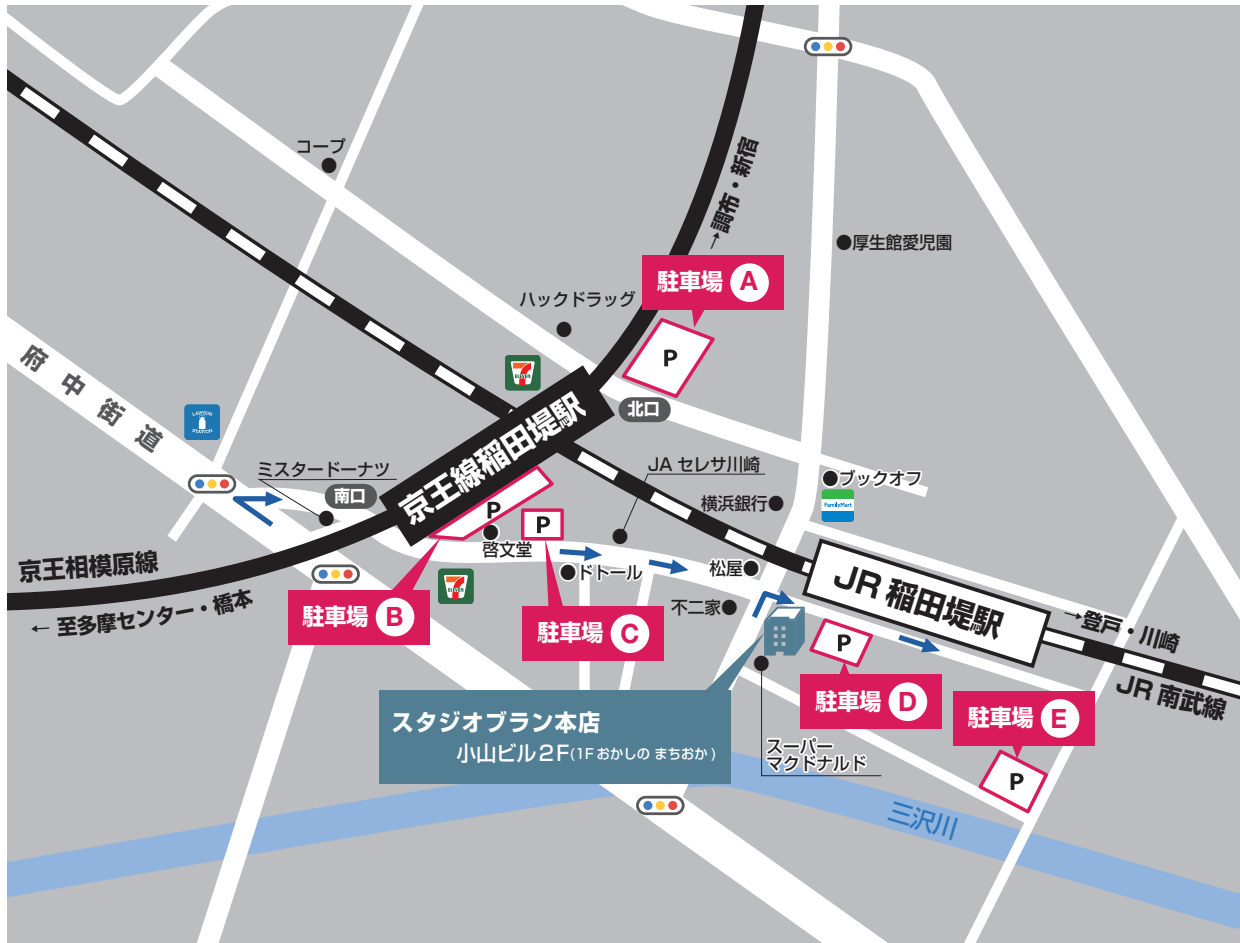 コープ
→調布・新宿
厚生館愛児園
駐車場 A
P
ハックドラッグ
7 ELEVEN
府中街道
LAWSON STATION
京王線稲田堤駅
北口
ミスタードーナツ
南口
JA セレサ川崎
ブックオフ
横浜銀行
FamilyMart
P
P
啓文堂
京王相模原線
← 至多摩センター・橋本
7 ELEVEN
ドトール
松屋
不二家
JR 稲田堤駅
→登戸・川崎
JR 南武線
駐車場 B
駐車場 C
P
駐車場 D
駐車場 E
P
スタジオブラン本店
小山ビル2F(1F おかしの まちおか)
スーパー
マクドナルド
三沢川